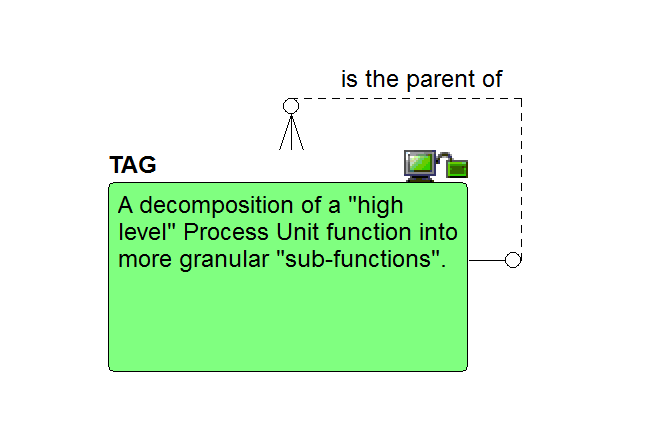 is the parent of
TAG
A decomposition of a "high
level" Process Unit function into
more granular "sub-functions".